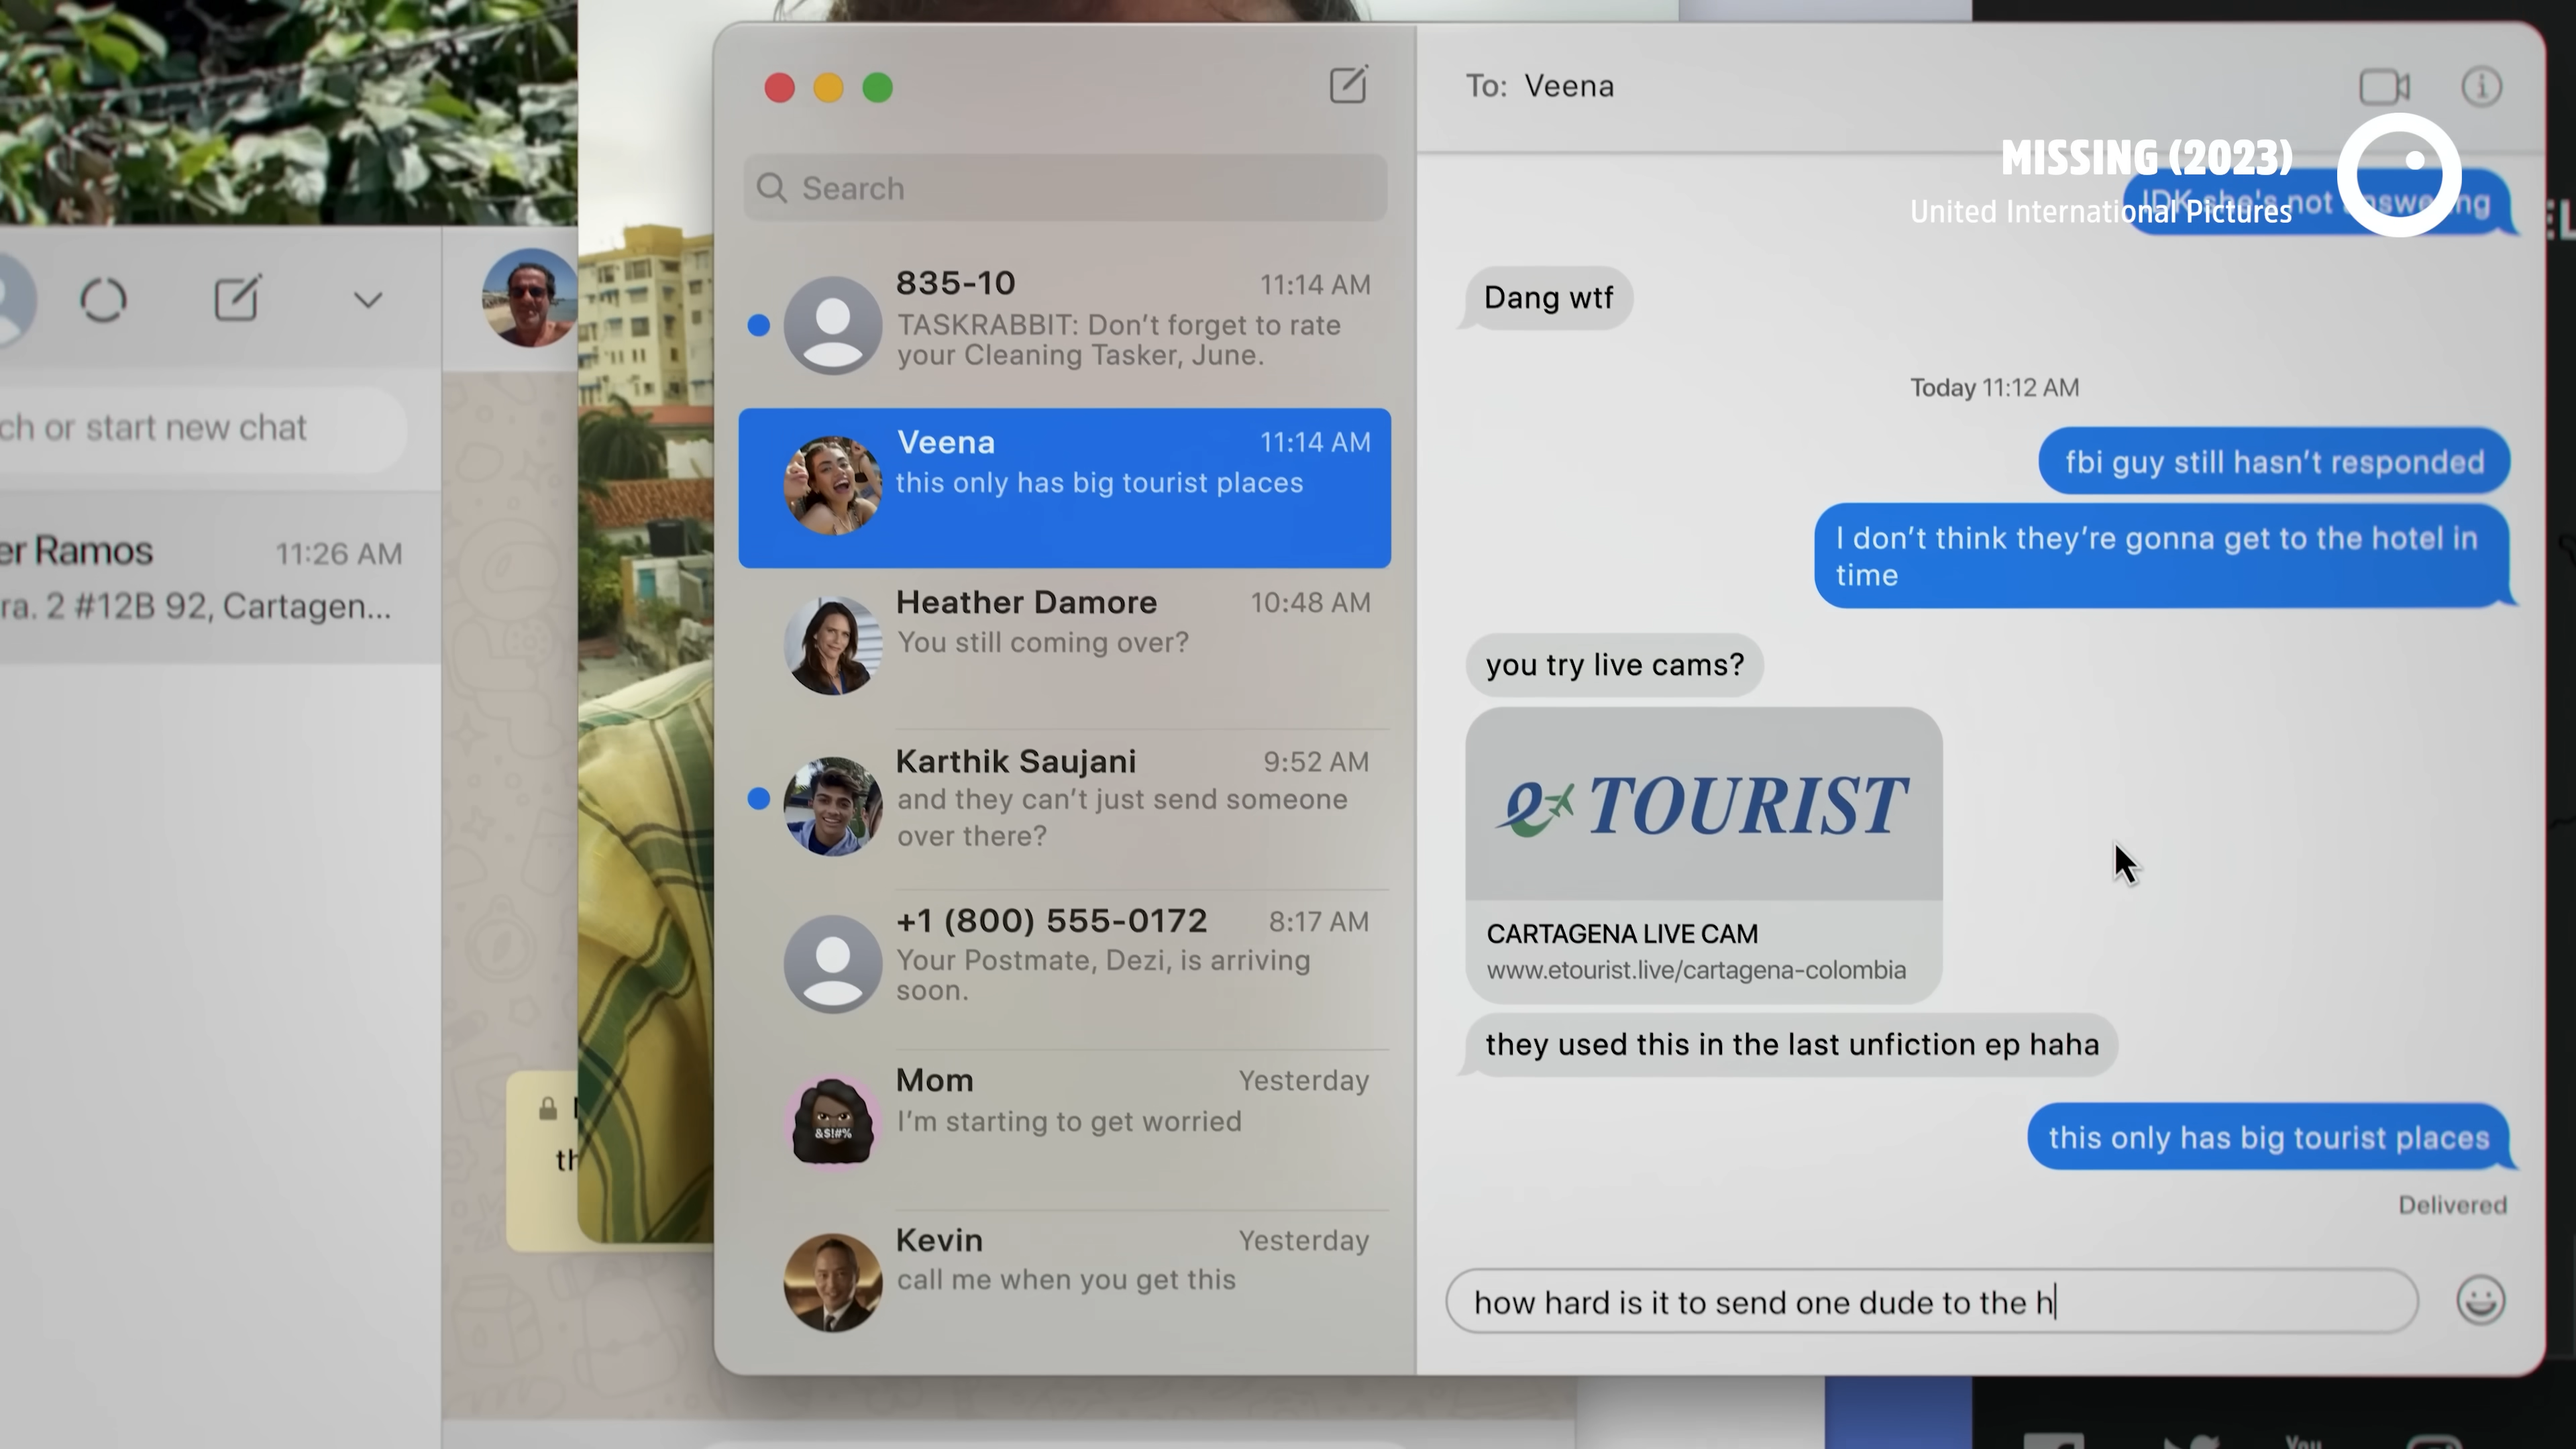 MISSING (2023)
United International Pictures
ch or start new chat
er Ramos
11:26 AM
ra. 2 #12B 92, Cartagen...
th
Search
835-10
11:14 AM
TASKRABBIT: Don't forget to rate
your Cleaning Tasker, June.
Veena
11:14 AM
this only has big tourist places
Heather Damore
10:48 AM
You still coming over?
Karthik Saujani
9:52 AM
and they can't just send someone
over there?
+1 (800) 555-0172
8:17 AM
Your Postmate, Dezi, is arriving
soon.
Mom
Yesterday
I'm starting to get worried
&$!#%
Kevin
Yesterday
call me when you get this
To: Veena
IDK she's not answering
Dang wtf
Today 11:12 AM
fbi guy still hasn't responded
I don't think they're gonna get to the hotel in
time
you try live cams?
e TOURIST
CARTAGENA LIVE CAM
www.etourist.live/cartagena-colombia
they used this in the last unfiction ep haha
this only has big tourist places
Delivered
how hard is it to send one dude to the h
You